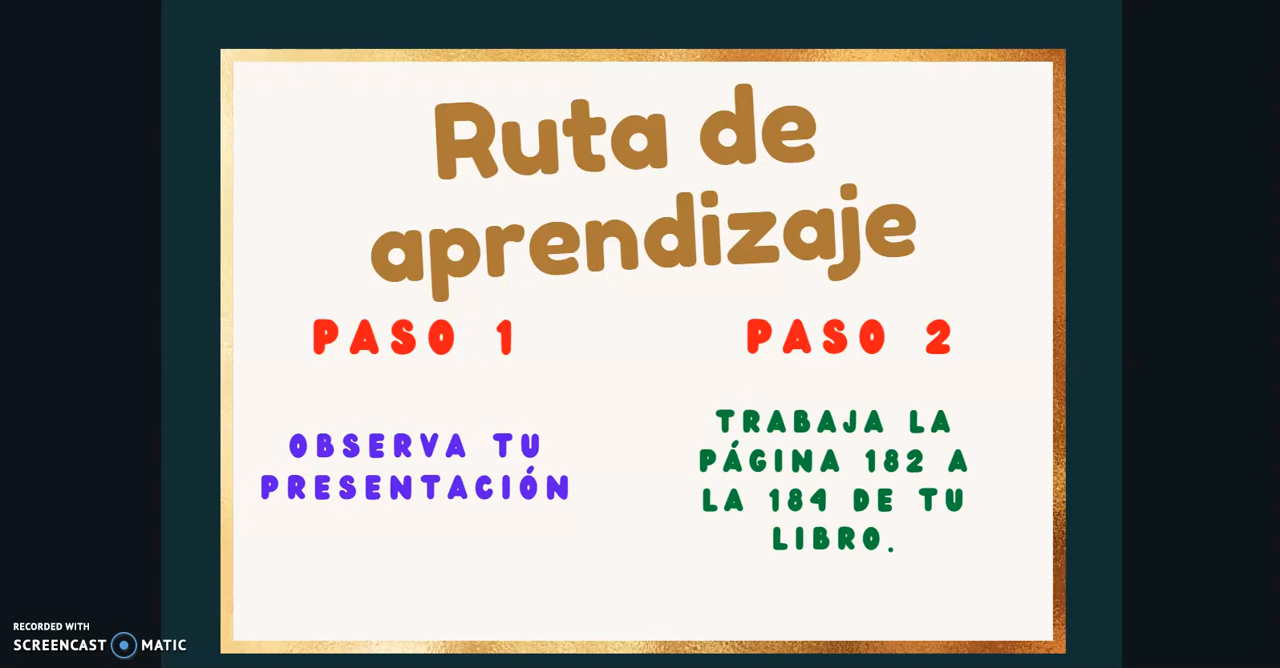 Ruta de
aprendizaje
PASO 1
OBSERVA TU
PRESENTACIÓN
PASO 2
TRABAJA LA
PÁGINA 182 A
LA 184 DE TU
LIBRO.
RECORDED WITH
SCREENCAST MATIC